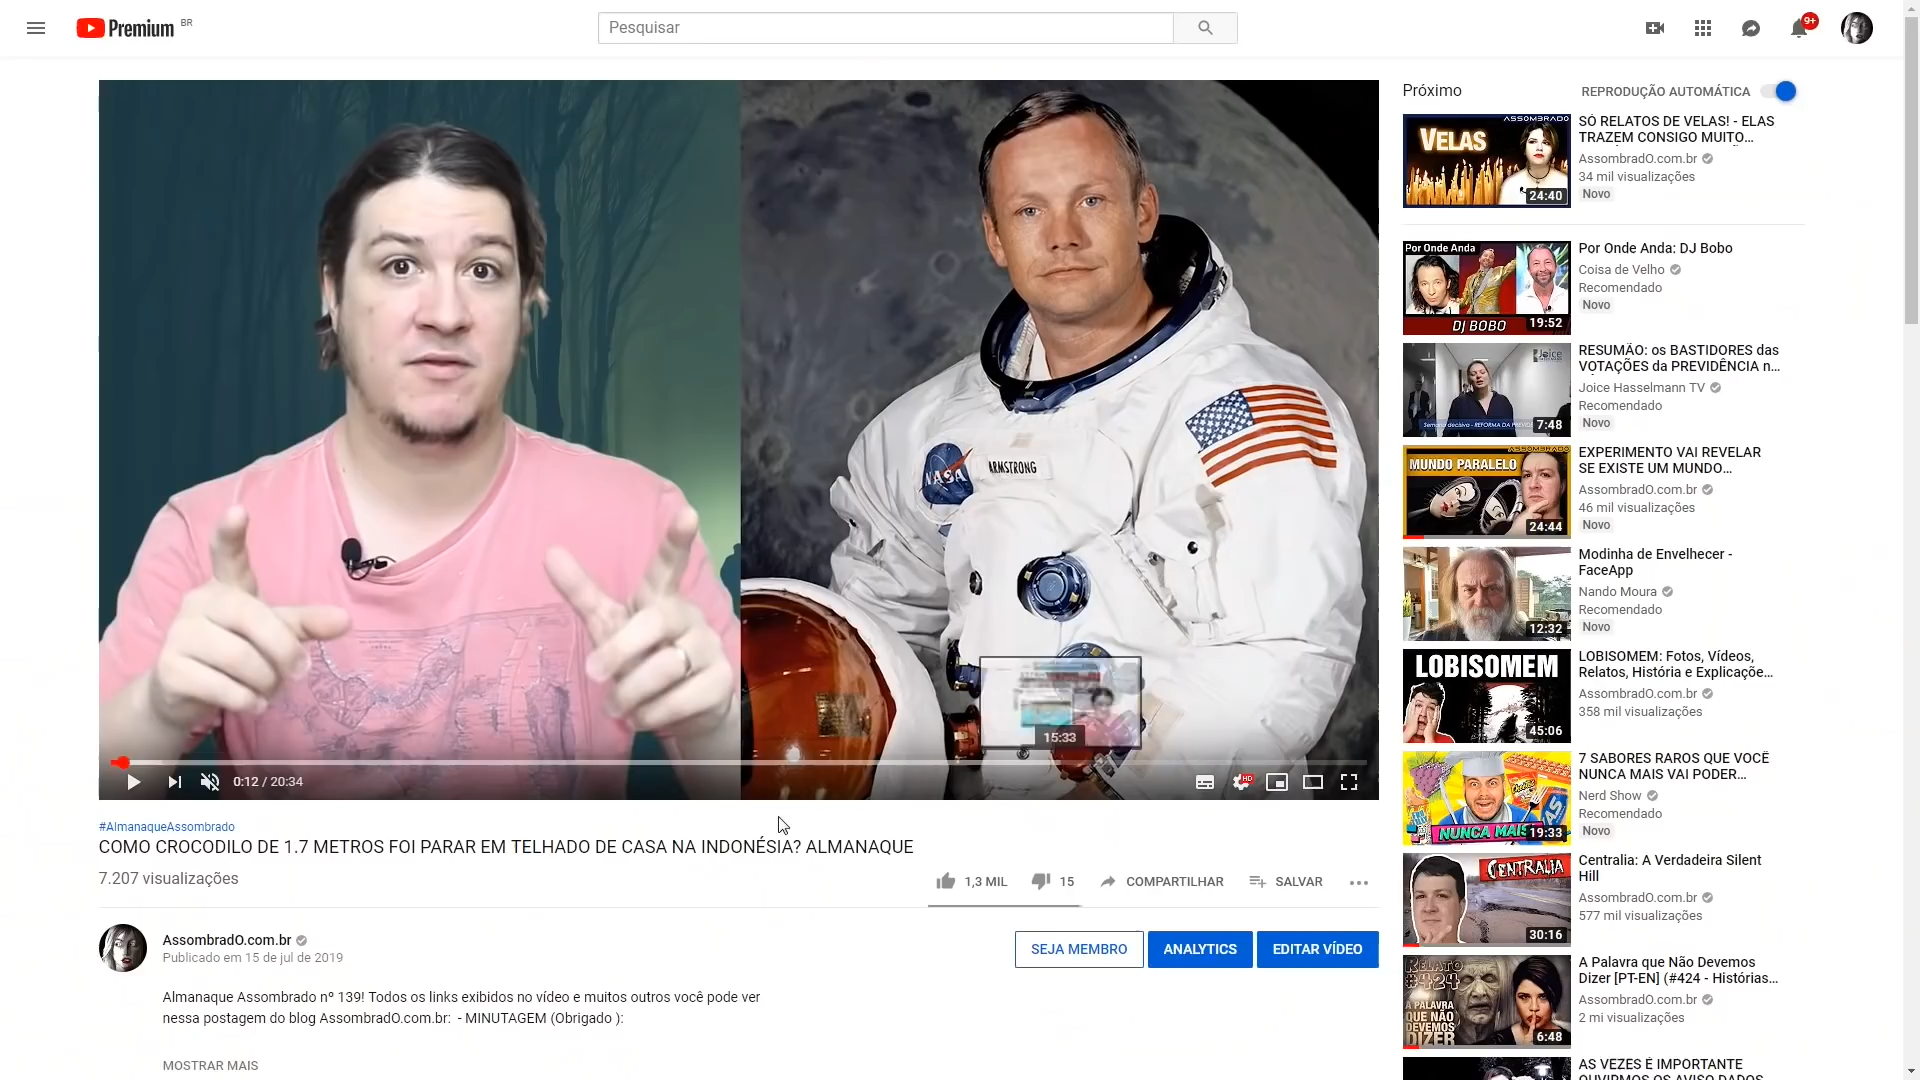 Premium BR
Pesquisar
9+
NASA
ARMSTRONG
15:33
0:12 / 20:34
HD
#AlmanaqueAssombrado
COMO CROCODILO DE 1.7 METROS FOI PARAR EM TELHADO DE CASA NA INDONÉSIA? ALMANAQUE
7.207 visualizações
1,3 MIL
15
COMPARTILHAR
SALVAR
AssombradO.com.br
Publicado em 15 de jul de 2019
SEJA MEMBRO
ANALYTICS
EDITAR VÍDEO
Almanaque Assombrado nº 139! Todos os links exibidos no vídeo e muitos outros você pode ver
nessa postagem do blog AssombradO.com.br: - MINUTAGEM (Obrigado ):
MOSTRAR MAIS
Próximo
REPRODUÇÃO AUTOMÁTICA
ASSOMBRADO
VELAS
24:40
SÓ RELATOS DE VELAS! - ELAS
TRAZEM CONSIGO MUITO...
AssombradO.com.br
34 mil visualizações
Novo
Por Onde Anda
DJ BOBO
19:52
Por Onde Anda: DJ Bobo
Coisa de Velho
Recomendado
Novo
Joice
7:48
RESUMÃO: os BASTIDORES das
VOTAÇÕES da PREVIDÊNCIA n...
Joice Hasselmann TV
Recomendado
Novo
ASSOMBRADO
MUNDO PARALELO
24:44
EXPERIMENTO VAI REVELAR
SE EXISTE UM MUNDO...
AssombradO.com.br
46 mil visualizações
Novo
12:32
Modinha de Envelhecer -
FaceApp
Nando Moura
Recomendado
Novo
LOBISOMEM
45:06
LOBISOMEM: Fotos, Vídeos,
Relatos, História e Explicaçõe...
AssombradO.com.br
358 mil visualizações
NUNCA MAIS
19:33
7 SABORES RAROS QUE VOCÊ
NUNCA MAIS VAI PODER...
Nerd Show
Recomendado
Novo
CENTRALIA
30:16
Centralia: A Verdadeira Silent
Hill
AssombradO.com.br
577 mil visualizações
RELATO
#424
A PALAVRA
QUE NÃO
DEVEMOS
DIZER
6:48
A Palavra que Não Devemos
Dizer [PT-EN] (#424 - Histórias...
AssombradO.com.br
2 mi visualizações
AS VEZES É IMPORTANTE
OUVIRMOS OS AVISO DADOS